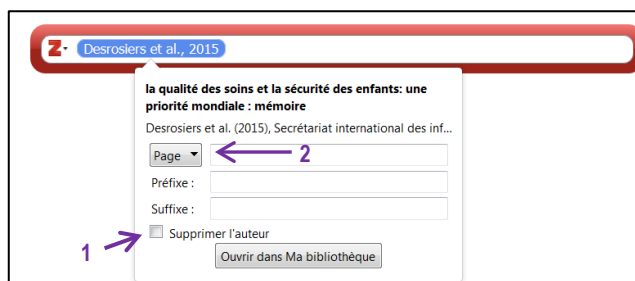 Z Desrosiers et al., 2015
la qualité des soins et la sécurité des enfants: une
priorité mondiale : mémoire
Desrosiers et al. (2015), Secrétariat international des inf...
Page 2
Préfixe :
Suffixe :
1 Supprimer l'auteur
Ouvrir dans Ma bibliothèque